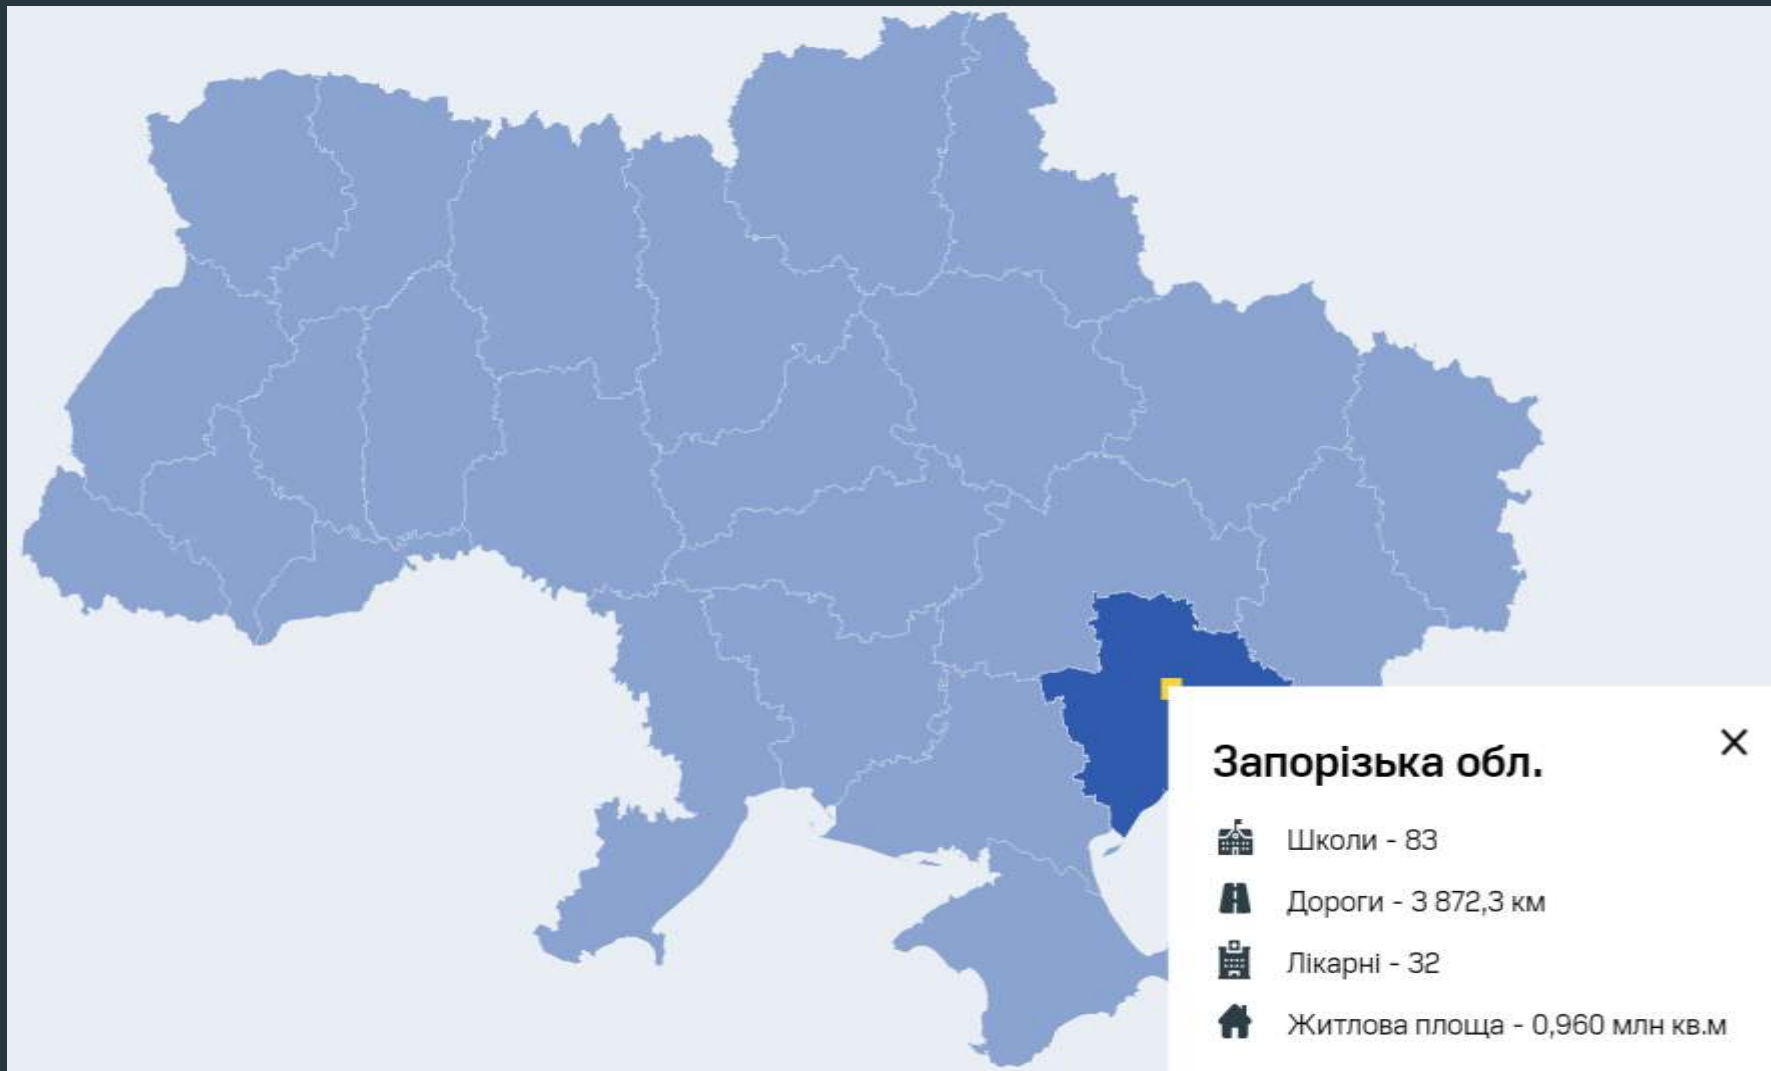 Запорізька обл.
Школи - 83
Дороги - 3 872,3 км
Лікарні - 32
Житлова площа - 0,960 млн кв.м